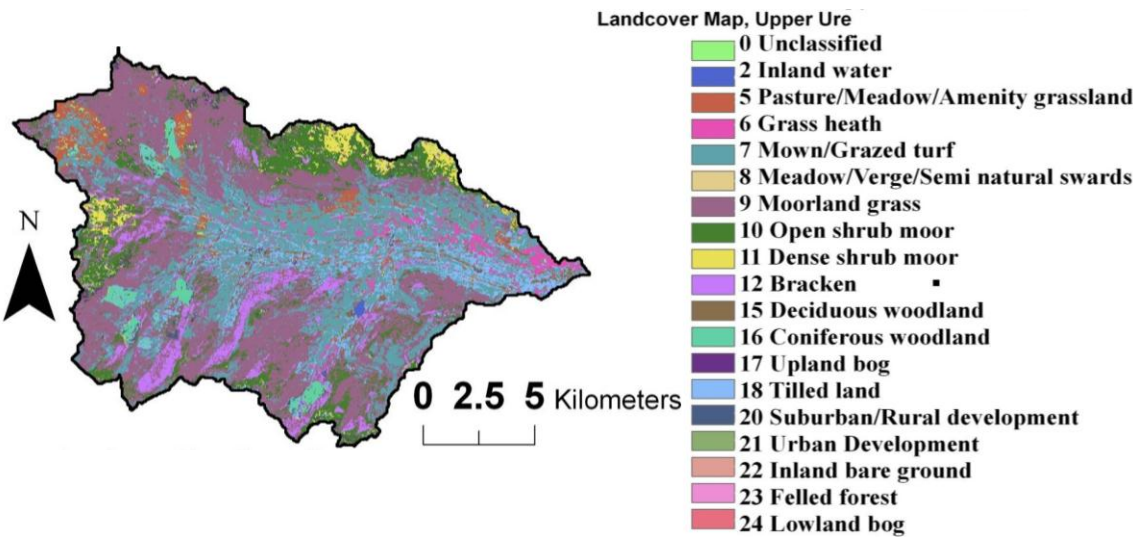 Landcover Map, Upper Ure
0 Unclassified
2 Inland water
5 Pasture/Meadow/Amenity grassland
6 Grass heath
7 Mown/Grazed turf
8 Meadow/Verge/Semi natural swards
9 Moorland grass
10 Open shrub moor
11 Dense shrub moor
12 Bracken
15 Deciduous woodland
16 Coniferous woodland
17 Upland bog
18 Tilled land
20 Suburban/Rural development
21 Urban Development
22 Inland bare ground
23 Felled forest
24 Lowland bog
N
0 2.5 5 Kilometers